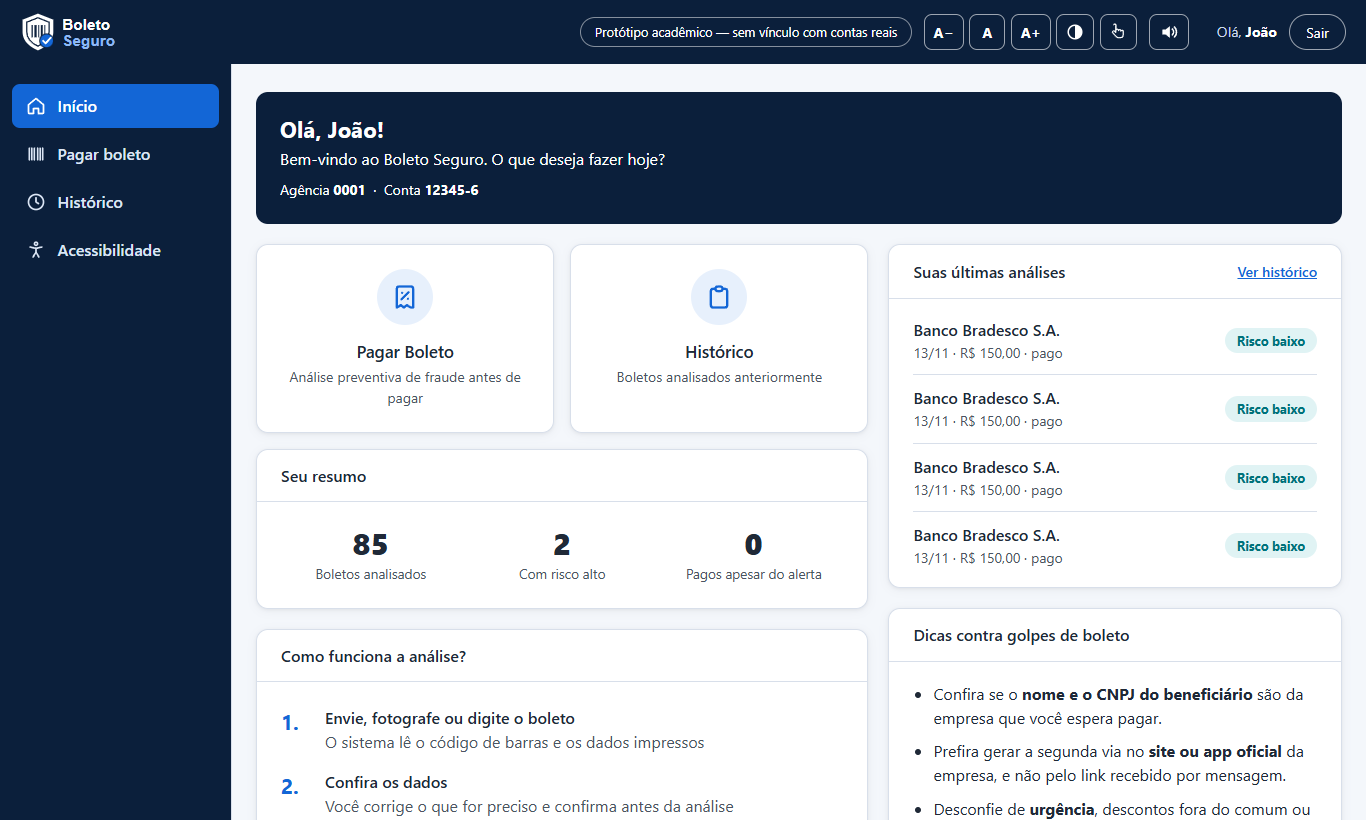 Boleto
Seguro
Protótipo acadêmico — sem vínculo com contas reais
A−
A
A+
Olá, João
Sair
Início
Pagar boleto
Histórico
Acessibilidade
Olá, João!
Bem-vindo ao Boleto Seguro. O que deseja fazer hoje?
Agência 0001 · Conta 12345-6
Pagar Boleto
Análise preventiva de fraude antes de
pagar
Histórico
Boletos analisados anteriormente
Seu resumo
85
Boletos analisados
2
Com risco alto
0
Pagos apesar do alerta
Como funciona a análise?
1.
Envie, fotografe ou digite o boleto
O sistema lê o código de barras e os dados impressos
2.
Confira os dados
Você corrige o que for preciso e confirma antes da análise
Suas últimas análises
Ver histórico
Banco Bradesco S.A.
13/11 · R$ 150,00 · pago
Risco baixo
Banco Bradesco S.A.
13/11 · R$ 150,00 · pago
Risco baixo
Banco Bradesco S.A.
13/11 · R$ 150,00 · pago
Risco baixo
Banco Bradesco S.A.
13/11 · R$ 150,00 · pago
Risco baixo
Dicas contra golpes de boleto
• Confira se o nome e o CNPJ do beneficiário são da
empresa que você espera pagar.
• Prefira gerar a segunda via no site ou app oficial da
empresa, e não pelo link recebido por mensagem.
• Desconfie de urgência, descontos fora do comum ou